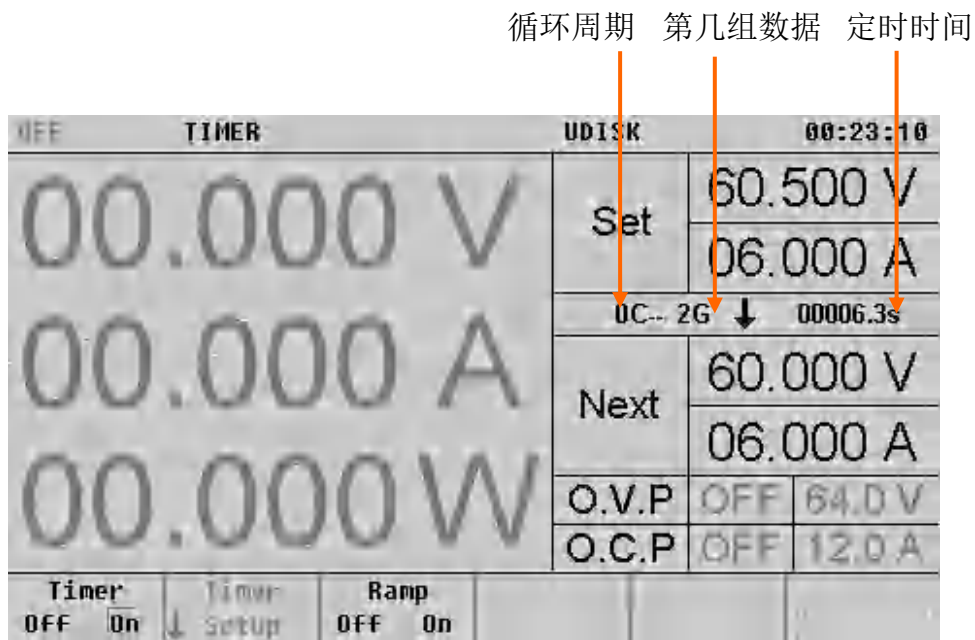 循环周期 第几组数据 定时时间
OFF TIMER UDISK 00:23:10
00.000 V
00.000 A
00.000 W
Set
60.500 V
06.000 A
0C-- 2G ↓ 00006.3s
Next
60.000 V
06.000 A
O.V.P OFF 64.0 V
O.C.P OFF 12.0 A
Timer
Off On
Timer
↓ Setup
Ramp
Off On